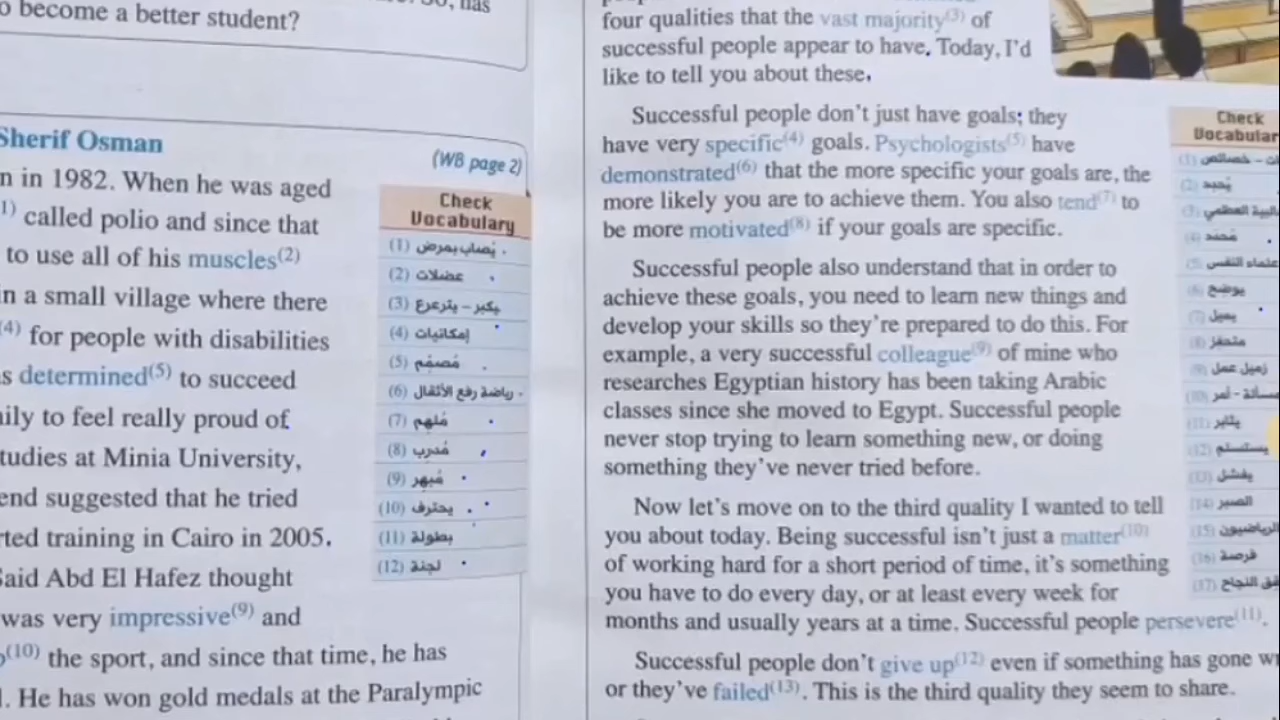 o become a better student?
So, has
Sherif Osman
(WB page 2)
n in 1982. When he was aged
1) called polio and since that
to use all of his muscles(2)
n a small village where there
(4) for people with disabilities
s determined(5) to succeed
ily to feel really proud of
tudies at Minia University,
end suggested that he tried
rted training in Cairo in 2005.
Said Abd El Hafez thought
was very impressive(9) and
(10) the sport, and since that time, he has
. He has won gold medals at the Paralympic
Check
Vocabulary
(1) يُصاب بمرض
(2) عضلات
(3) يكبر – يترعرع
(4) إمكانيات
(5) مُصمِّم
(6) رياضة رفع الأثقال
(7) مُلهِم
(8) مُدرب
(9) مُبهِر
(10) يحترف
(11) بطولة
(12) لجنة
four qualities that the vast majority(3) of
successful people appear to have. Today, I'd
like to tell you about these.
Successful people don't just have goals; they
have very specific(4) goals. Psychologists(5) have
demonstrated(6) that the more specific your goals are, the
more likely you are to achieve them. You also tend(7) to
be more motivated(8) if your goals are specific.
Successful people also understand that in order to
achieve these goals, you need to learn new things and
develop your skills so they're prepared to do this. For
example, a very successful colleague(9) of mine who
researches Egyptian history has been taking Arabic
classes since she moved to Egypt. Successful people
never stop trying to learn something new, or doing
something they've never tried before.
Now let's move on to the third quality I wanted to tell
you about today. Being successful isn't just a matter(10)
of working hard for a short period of time, it's something
you have to do every day, or at least every week for
months and usually years at a time. Successful people persevere(11).
Successful people don't give up(12) even if something has gone w
or they've failed(13). This is the third quality they seem to share.
Check
Vocabular
(1) خصائص –
(2)
(3) العظمى
(4) مُحدد
(5) علماء النفس
(6) يوضح
(7) يميل
(8) متحفز
(9) زميل عمل
(10) مسألة – أمر
(11) يثابر
(12) يستسلم
(13) يفشل
(14) الصبر
(15) الرياضيون
(16) فرصة
(17) النجاح